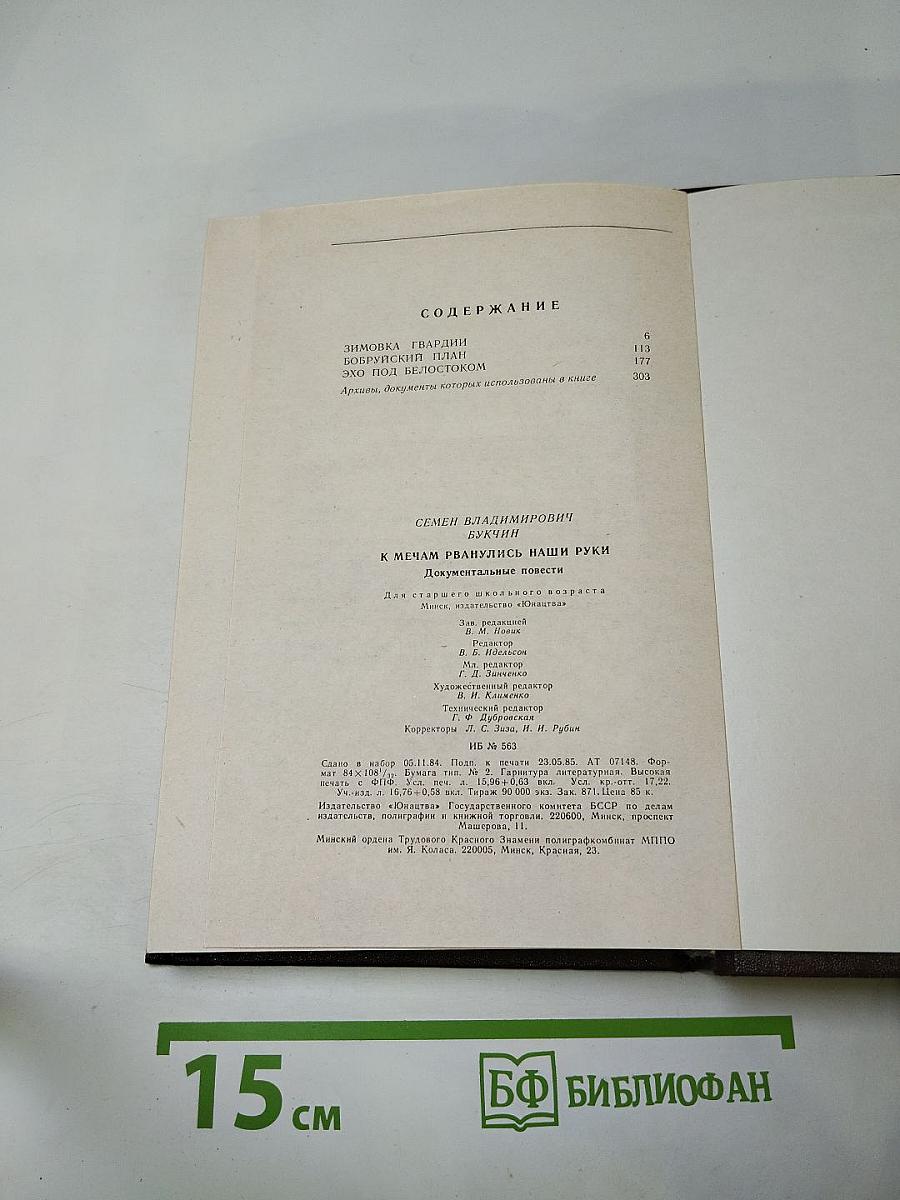 СОДЕРЖАНИЕ
ЗИМОВКА ГВАРДИИ 6
БОБРУЙСКИЙ ПЛАН 113
ЭХО ПОД БЕЛОСТОКОМ 177
Архивы, документы которых использованы в книге 303
СЕМЕН ВЛАДИМИРОВИЧ
БУКЧИН
К МЕЧАМ РВАНУЛИСЬ НАШИ РУКИ
Документальные повести
Для старшего школьного возраста
Минск, издательство «Юнацтва»
Зав. редакцией
В. М. Новик
Редактор
В. Б. Идельсон
Мл. редактор
Г. Д. Зинченко
Художественный редактор
В. И. Клименко
Технический редактор
Г. Ф Дубровская
Корректоры Л. С. Зиза, И. И. Рубин
ИБ № 563
Сдано в набор 05.11.84. Подп. к печати 23.05.85. АТ 07148. Фор-
мат 84×108¹/₃₂. Бумага тип. № 2. Гарнитура литературная. Высокая
печать с ФПФ. Усл. печ. л. 15,96+0,63 вкл. Усл. кр.-отт. 17,22.
Уч.-изд. л. 16,76+0,58 вкл. Тираж 90 000 экз. Зак. 871. Цена 85 к.
Издательство «Юнацтва» Государственного комитета БССР по делам
издательств, полиграфии и книжной торговли. 220600, Минск, проспект
Машерова, 11.
Минский ордена Трудового Красного Знамени полиграфкомбинат МППО
им. Я. Коласа. 220005, Минск, Красная, 23.
15 см
БФ БИБЛИОФАН